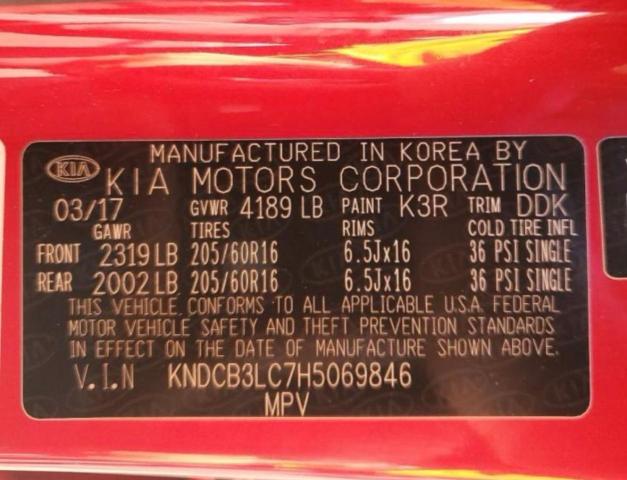 MANUFACTURED IN KOREA BY
KIA KIA MOTORS CORPORATION
03/17 GVWR 4189 LB PAINT K3R TRIM DDK
GAWR TIRES RIMS COLD TIRE INFL
FRONT 2319 LB 205/60R16 6.5Jx16 36 PSI SINGLE
REAR 2002 LB 205/60R16 6.5Jx16 36 PSI SINGLE
THIS VEHICLE CONFORMS TO ALL APPLICABLE U.S.A. FEDERAL
MOTOR VEHICLE SAFETY AND THEFT PREVENTION STANDARDS
IN EFFECT ON THE DATE OF MANUFACTURE SHOWN ABOVE.
V.I.N KNDCB3LC7H5069846
MPV